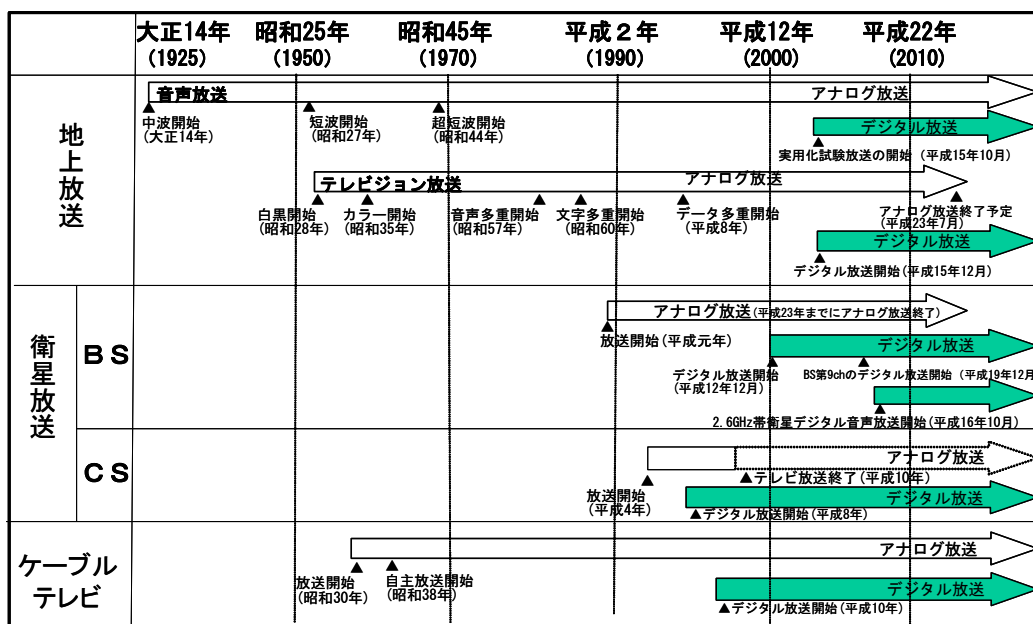 大正14年 昭和25年 昭和45年 平成２年 平成12年 平成22年
(1925) (1950) (1970) (1990) (2000) (2010)
地上放送
音声放送 アナログ放送
中波開始 短波開始 超短波開始
(大正14年) (昭和27年) (昭和44年)
デジタル放送
実用化試験放送の開始 (平成15年10月)
テレビジョン放送 アナログ放送
白黒開始 カラー開始 音声多重開始 文字多重開始 データ多重開始 アナログ放送終了予定
(昭和28年) (昭和35年) (昭和57年) (昭和60年) (平成8年) (平成23年7月)
デジタル放送
デジタル放送開始(平成15年12月)
衛星放送
ＢＳ
アナログ放送(平成23年までにアナログ放送終了)
放送開始(平成元年)
デジタル放送
デジタル放送開始 BS第9chのデジタル放送開始 (平成19年12月
(平成12年12月)
2.6GHz帯衛星デジタル音声放送開始(平成16年10月)
ＣＳ
アナログ放送
テレビ放送終了(平成10年)
放送開始
(平成4年)
デジタル放送
デジタル放送開始(平成8年)
ケーブル
テレビ
アナログ放送
放送開始 自主放送開始
(昭和30年) (昭和38年)
デジタル放送
デジタル放送開始(平成10年)